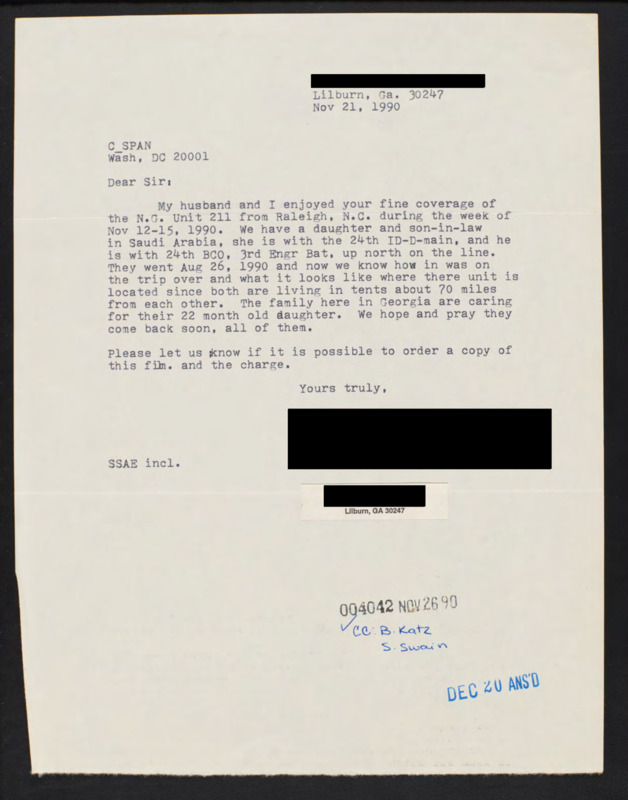 Lilburn, Ga. 30247
Nov 21, 1990
C_SPAN
Wash, DC 20001
Dear Sir:
My husband and I enjoyed your fine coverage of
the N.G. Unit 211 from Raleigh, N.C. during the week of
Nov 12-15, 1990. We have a daughter and son-in-law
in Saudi Arabia, she is with the 24th ID-D-main, and he
is with 24th BCO, 3rd Engr Bat, up north on the line.
They went Aug 26, 1990 and now we know how in was on
the trip over and what it looks like where there unit is
located since both are living in tents about 70 miles
from each other. The family here in Georgia are caring
for their 22 month old daughter. We hope and pray they
come back soon, all of them.
Please let us know if it is possible to order a copy of
this film. and the charge.
Yours truly,
SSAE incl.
Lilburn, GA 30247
004042 NOV 26 90
CC: B. Katz
S. Swain
DEC 20 ANS'D